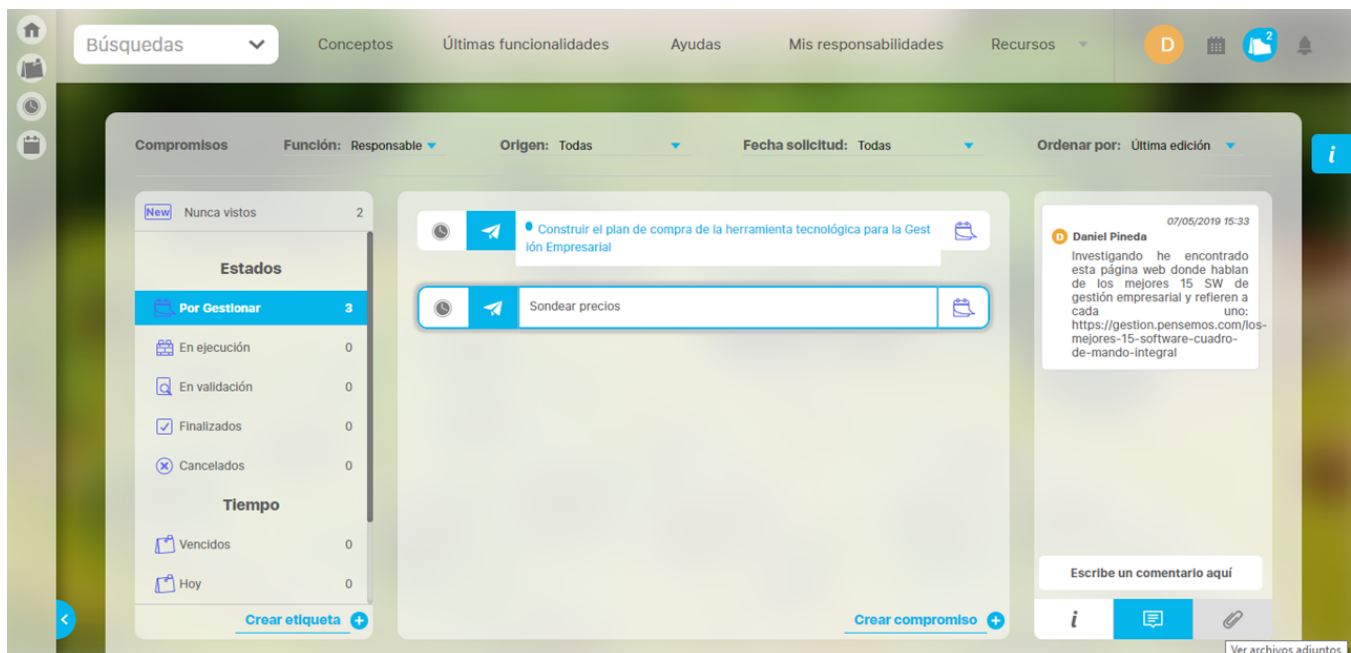 Búsquedas
Conceptos
Últimas funcionalidades
Ayudas
Mis responsabilidades
Recursos
D
2
Compromisos
Función: Responsable
Origen: Todas
Fecha solicitud: Todas
Ordenar por: Última edición
i
New Nunca vistos 2
Estados
Por Gestionar 3
En ejecución 0
En validación 0
Finalizados 0
Cancelados 0
Tiempo
Vencidos 0
Hoy 0
Crear etiqueta
Construir el plan de compra de la herramienta tecnológica para la Gest
ión Empresarial
Sondear precios
Crear compromiso
07/05/2019 15:33
D Daniel Pineda
Investigando he encontrado
esta página web donde hablan
de los mejores 15 SW de
gestión empresarial y refieren a
cada uno:
https://gestion.pensemos.com/los-
mejores-15-software-cuadro-
de-mando-integral
Escribe un comentario aquí
i
Ver archivos adjuntos